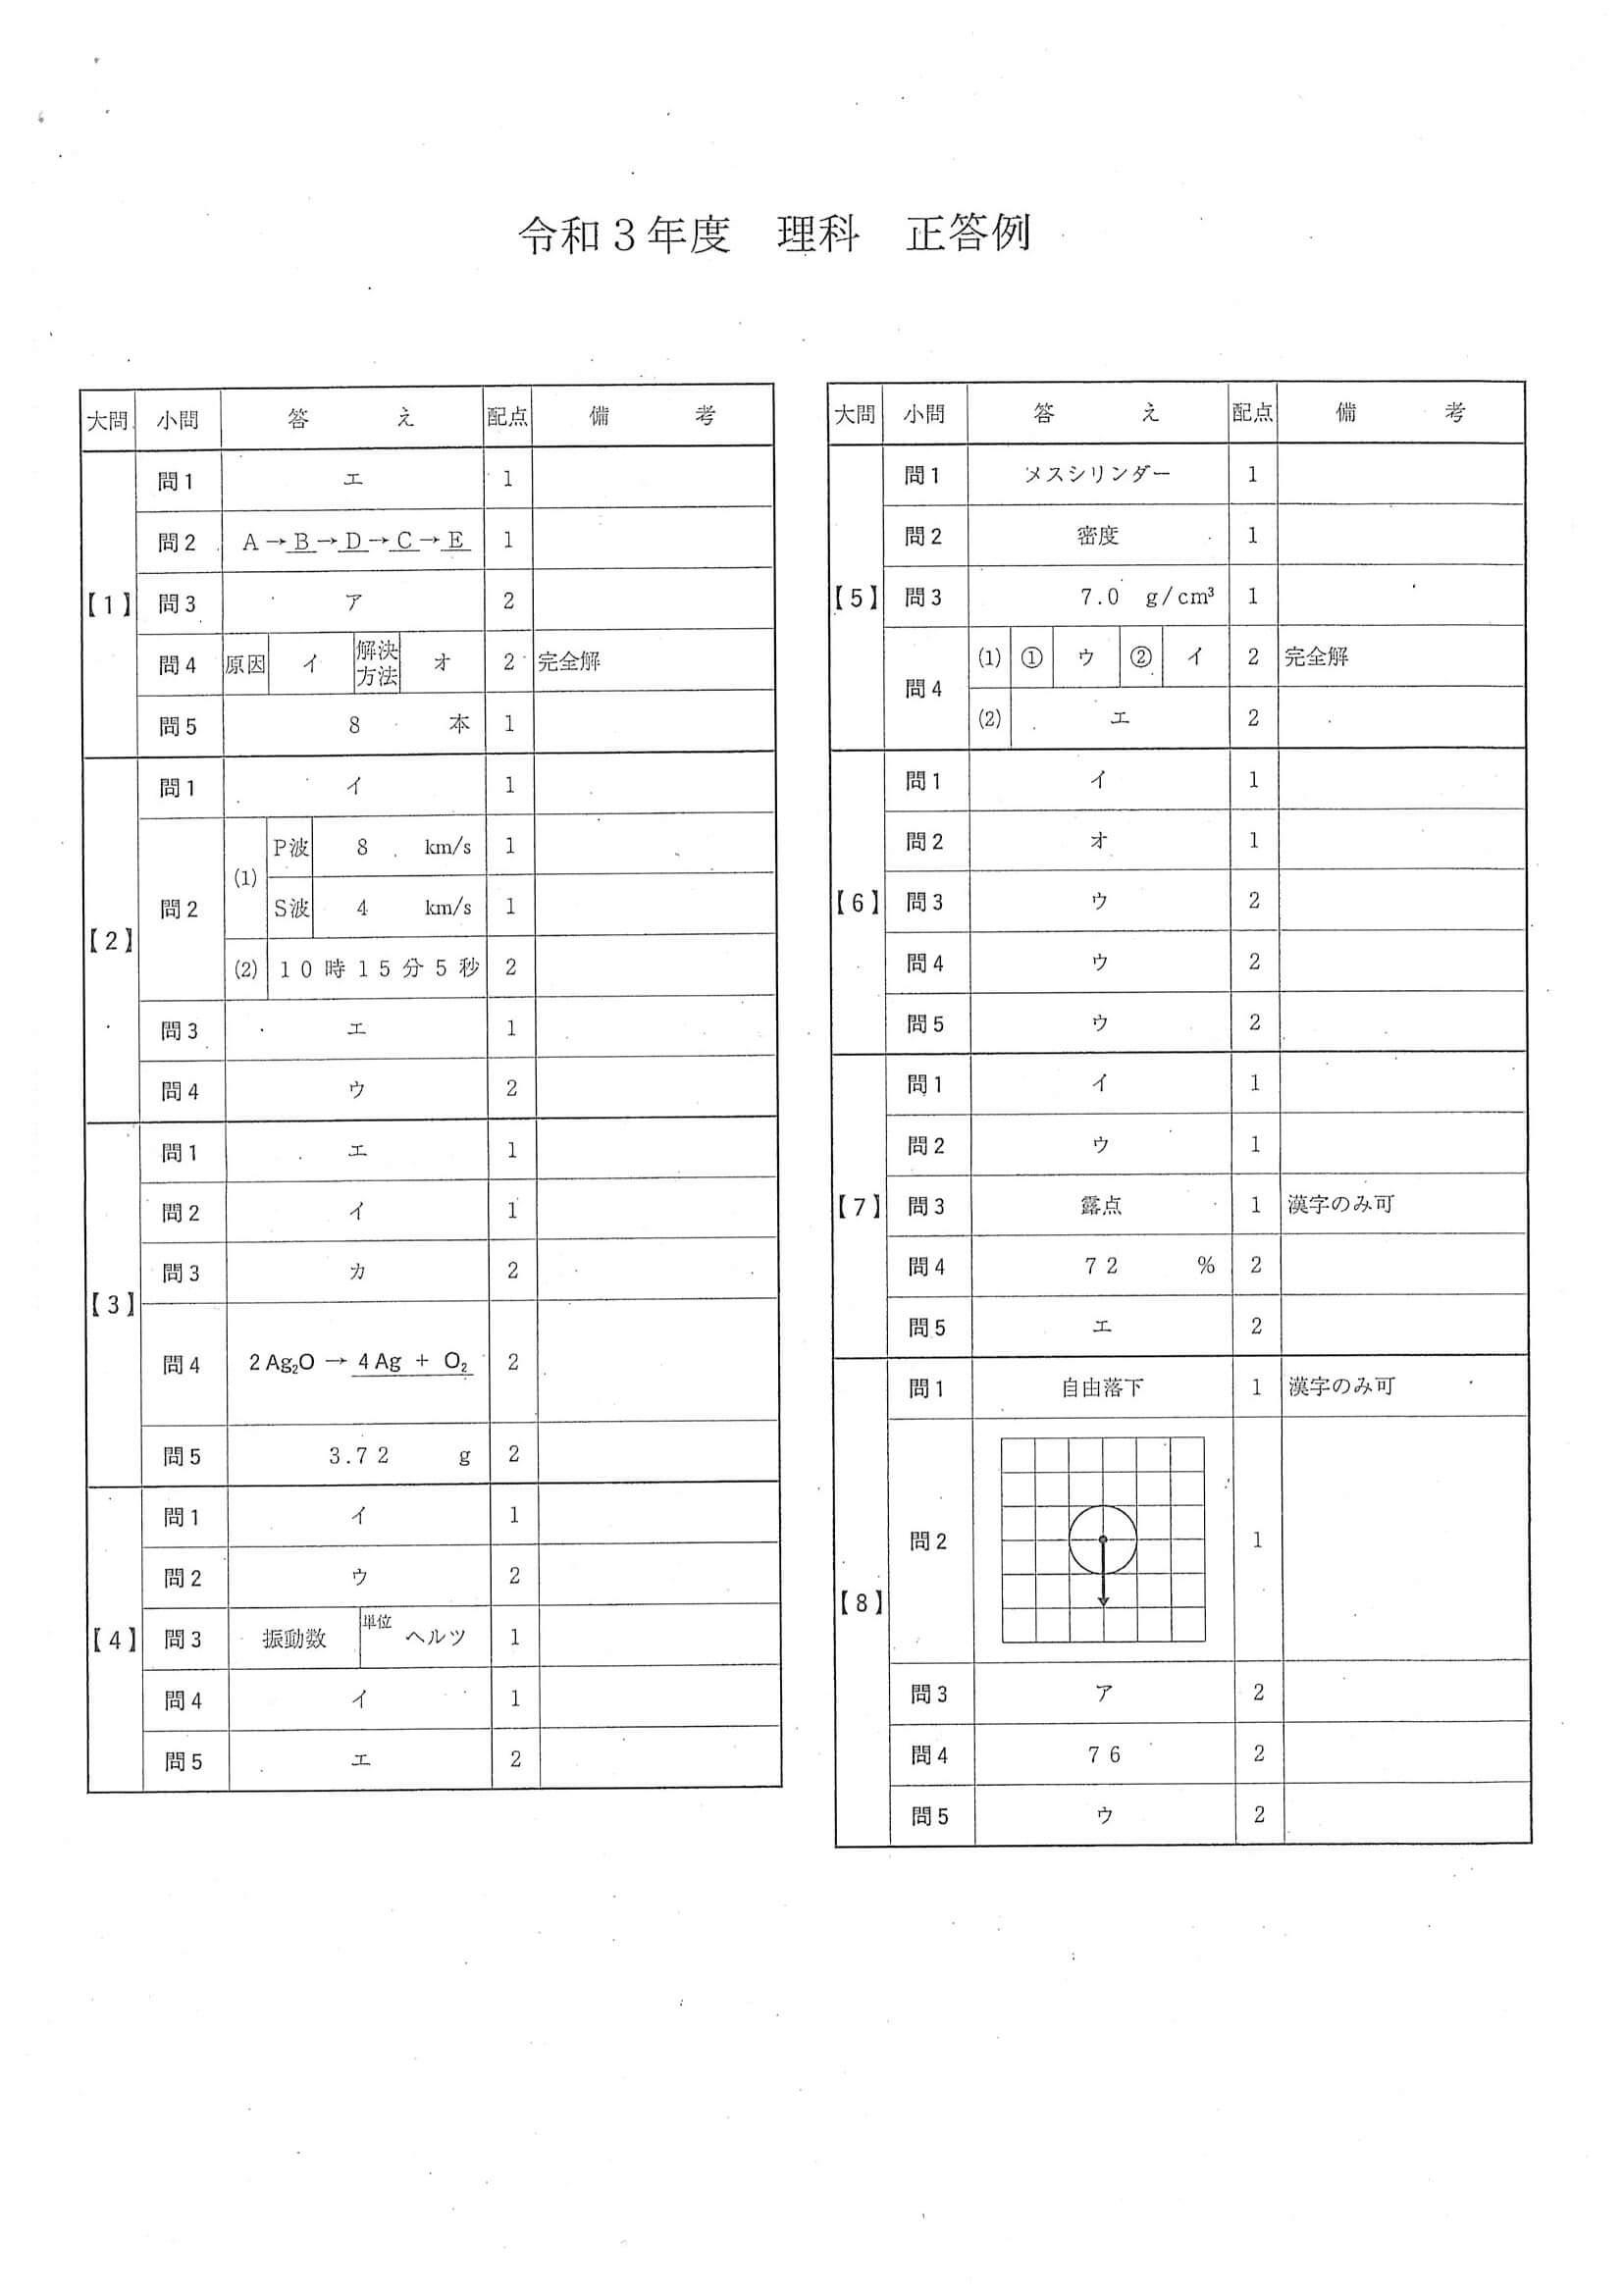 令和3年度　理科　正答例
大問 小問 答え 配点 備考
【1】
問1 エ 1
問2 A→B→D→C→E 1
問3 ア 2
問4 原因 イ 解決方法 オ 2 完全解
問5 8 本 1
【2】
問1 イ 1
問2 (1) P波 8 km/s 1
S波 4 km/s 1
(2) 10時15分5秒 2
問3 エ 1
問4 ウ 2
【3】
問1 エ 1
問2 イ 1
問3 カ 2
問4 2Ag₂O → 4Ag + O₂ 2
問5 3.72 g 2
【4】
問1 イ 1
問2 ウ 2
問3 振動数 単位 ヘルツ 1
問4 イ 1
問5 エ 2
大問 小問 答え 配点 備考
【5】
問1 メスシリンダー 1
問2 密度 1
問3 7.0 g/cm³ 1
問4 (1) ① ウ ② イ 2 完全解
(2) エ 2
【6】
問1 イ 1
問2 オ 1
問3 ウ 2
問4 ウ 2
問5 ウ 2
【7】
問1 イ 1
問2 ウ 1
問3 露点 1 漢字のみ可
問4 72 % 2
問5 エ 2
【8】
問1 自由落下 1 漢字のみ可
問2 1
問3 ア 2
問4 76 2
問5 ウ 2